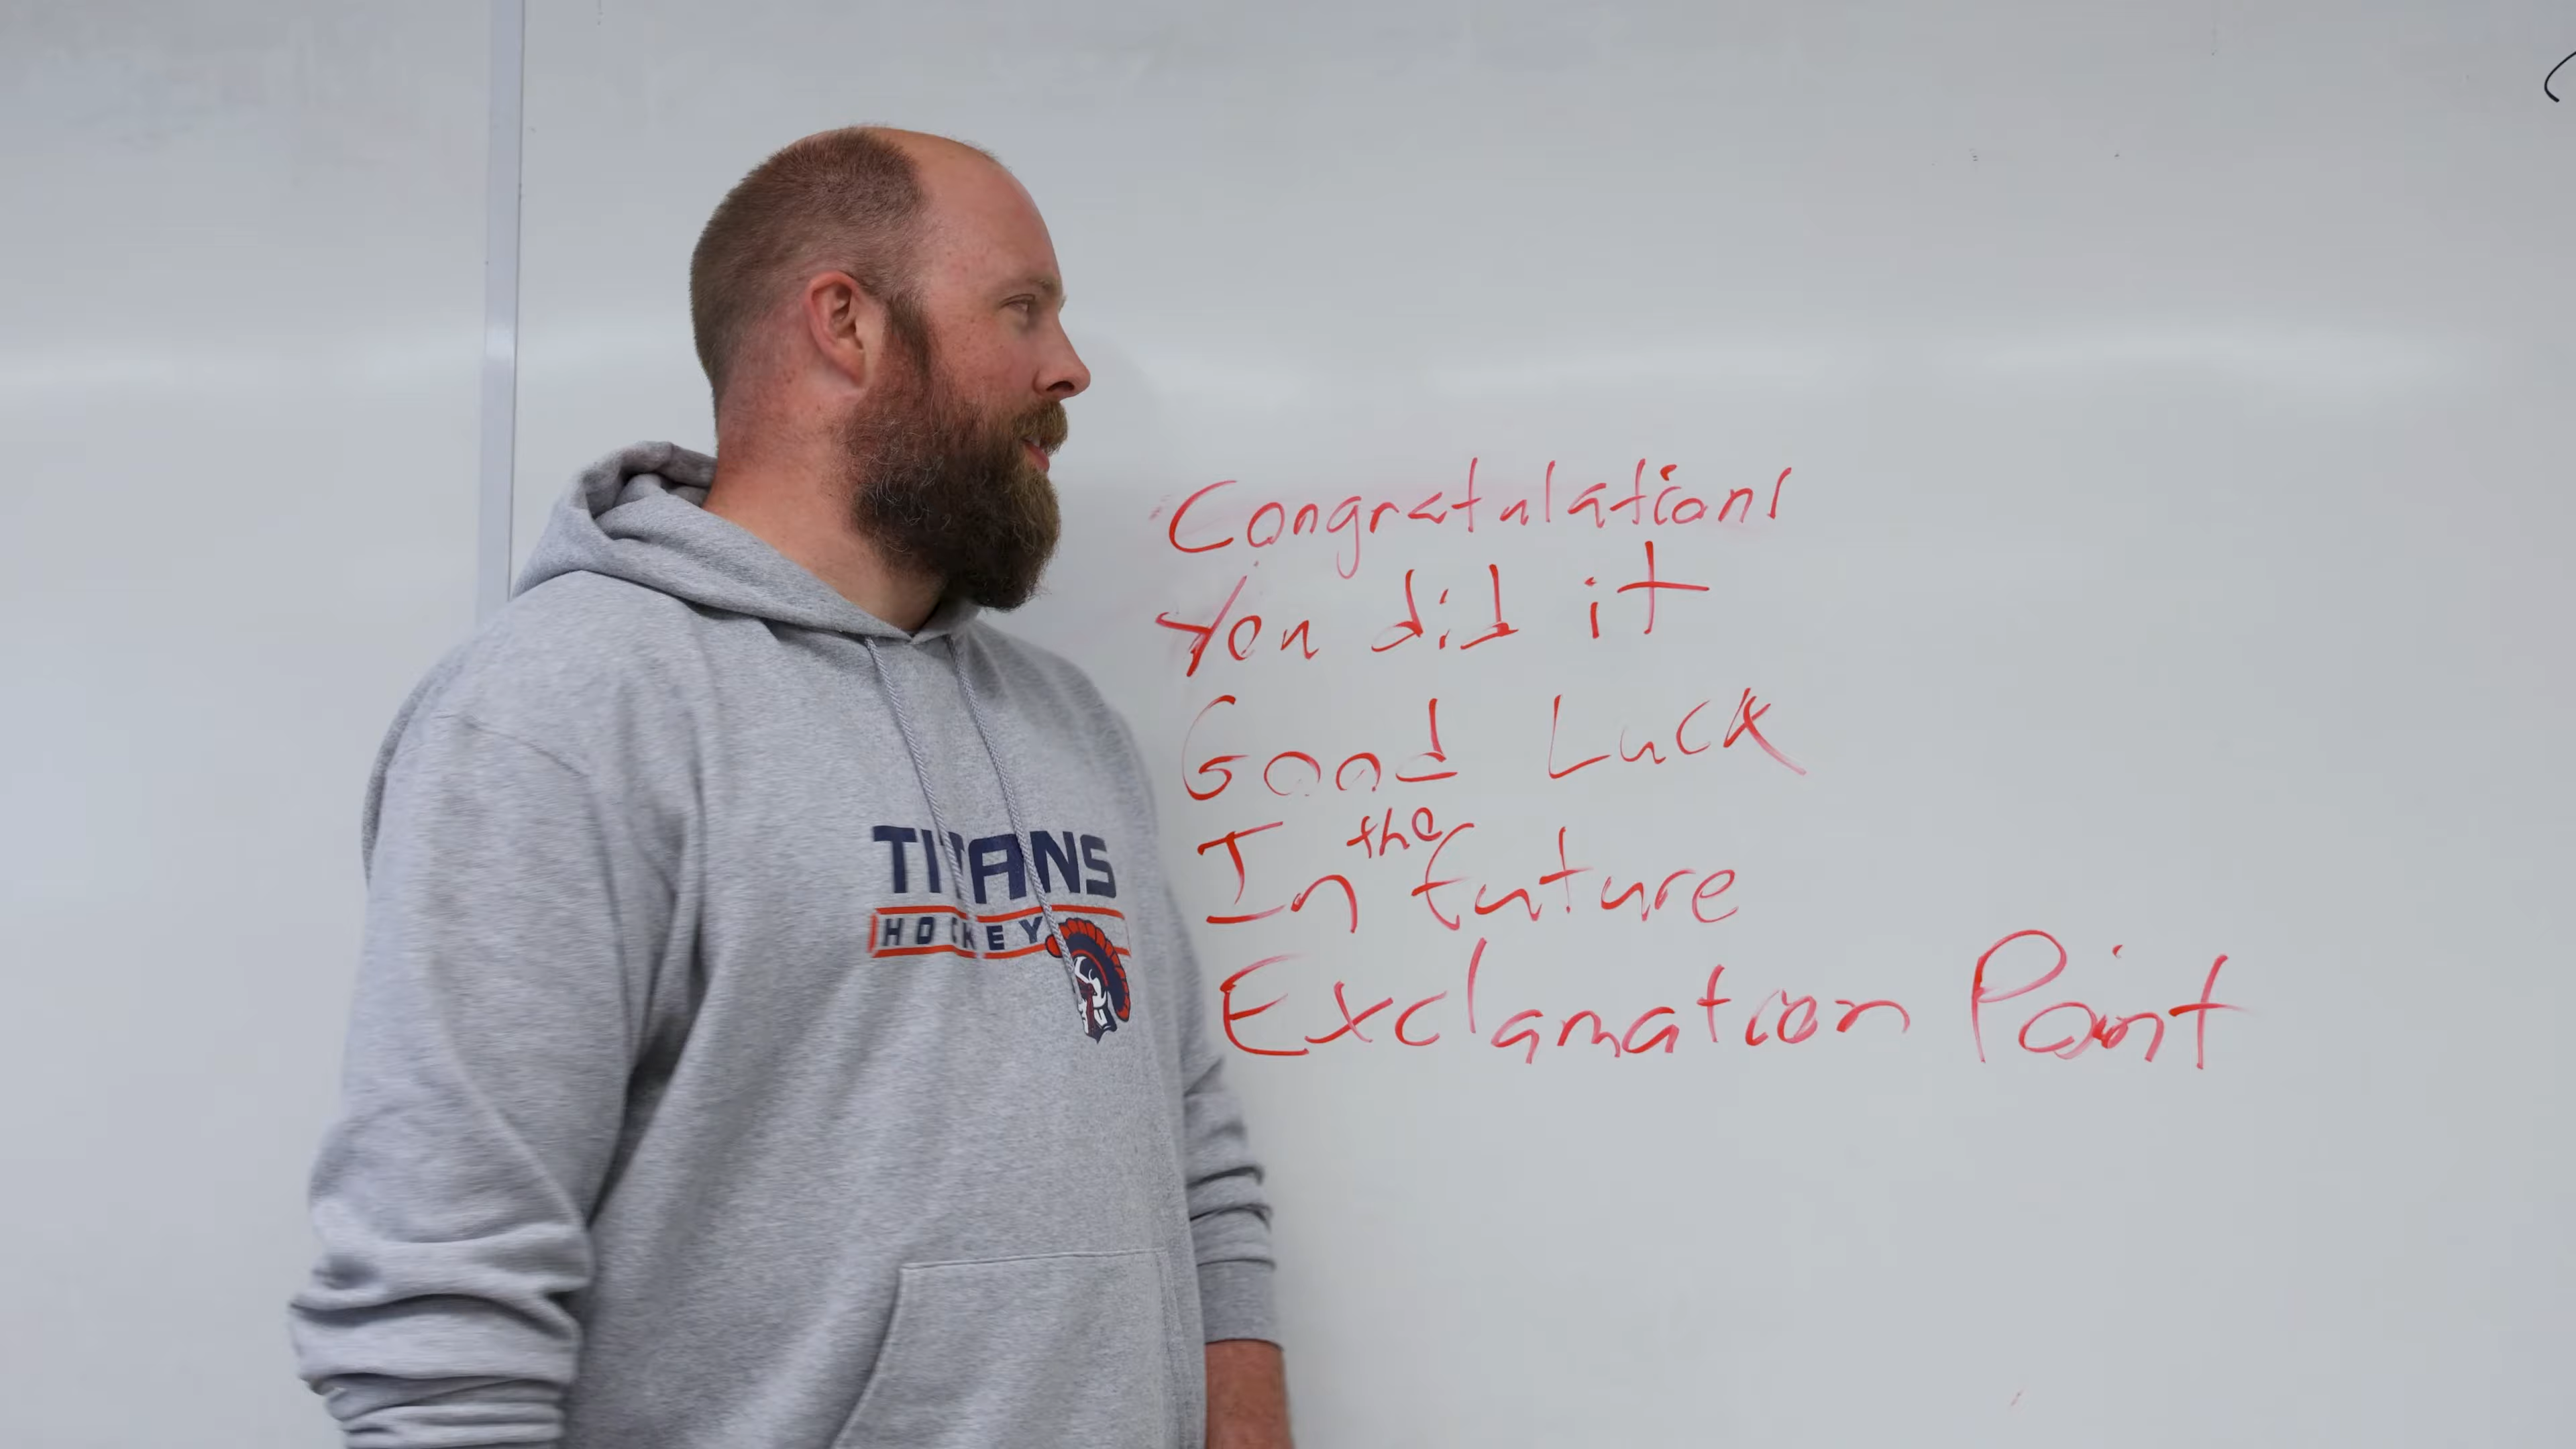 Congratulations
You did it
Good Luck
In the future
Exclamation Point
TITANS
HOCKEY